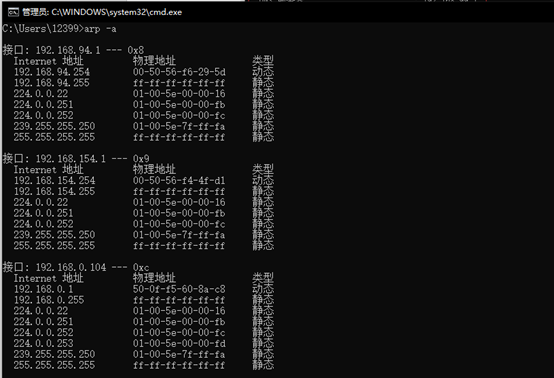 管理员: C:\WINDOWS\system32\cmd.exe
C:\Users\12399>arp -a
接口: 192.168.94.1 --- 0x8
Internet 地址 物理地址 类型
192.168.94.254 00-50-56-f6-29-5d 动态
192.168.94.255 ff-ff-ff-ff-ff-ff 静态
224.0.0.22 01-00-5e-00-00-16 静态
224.0.0.251 01-00-5e-00-00-fb 静态
224.0.0.252 01-00-5e-00-00-fc 静态
239.255.255.250 01-00-5e-7f-ff-fa 静态
255.255.255.255 ff-ff-ff-ff-ff-ff 静态
接口: 192.168.154.1 --- 0x9
Internet 地址 物理地址 类型
192.168.154.254 00-50-56-f4-4f-d1 动态
192.168.154.255 ff-ff-ff-ff-ff-ff 静态
224.0.0.22 01-00-5e-00-00-16 静态
224.0.0.251 01-00-5e-00-00-fb 静态
224.0.0.252 01-00-5e-00-00-fc 静态
239.255.255.250 01-00-5e-7f-ff-fa 静态
255.255.255.255 ff-ff-ff-ff-ff-ff 静态
接口: 192.168.0.104 --- 0xc
Internet 地址 物理地址 类型
192.168.0.1 50-0f-f5-60-8a-c8 动态
192.168.0.255 ff-ff-ff-ff-ff-ff 静态
224.0.0.22 01-00-5e-00-00-16 静态
224.0.0.251 01-00-5e-00-00-fb 静态
224.0.0.252 01-00-5e-00-00-fc 静态
224.0.0.253 01-00-5e-00-00-fd 静态
239.255.255.250 01-00-5e-7f-ff-fa 静态
255.255.255.255 ff-ff-ff-ff-ff-ff 静态